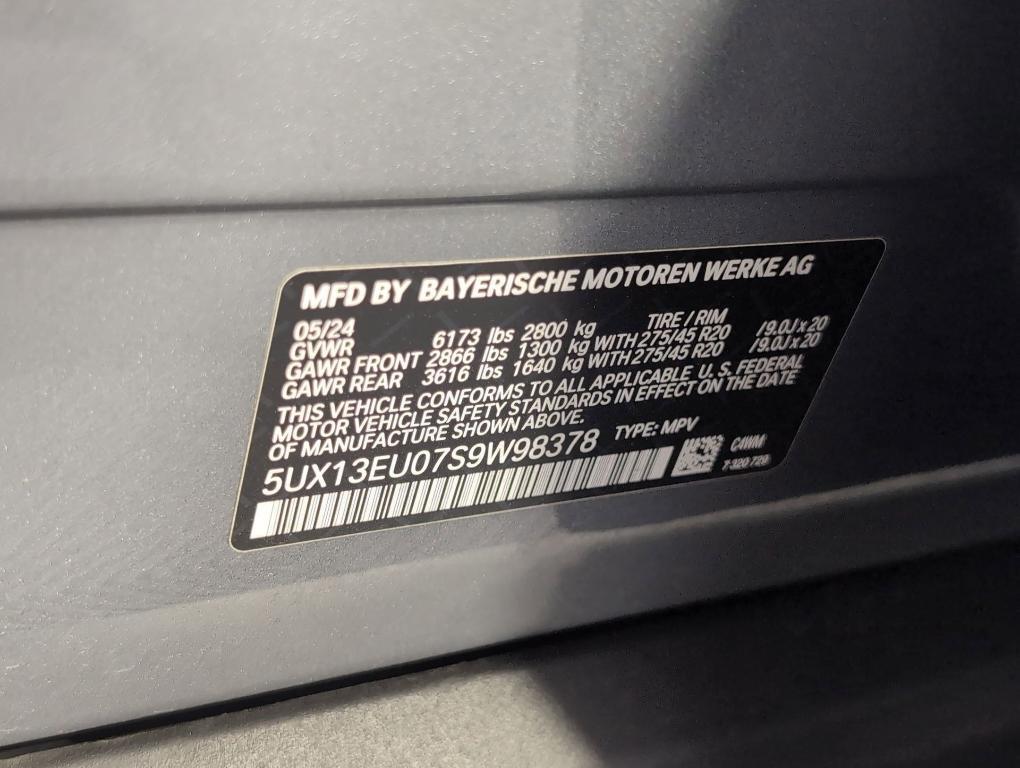 MFD BY BAYERISCHE MOTOREN WERKE AG
05/24 TIRE / RIM
GVWR 6173 lbs 2800 kg
GAWR FRONT 2866 lbs 1300 kg WITH 275/45 R20 /9.0J x 20
GAWR REAR 3616 lbs 1640 kg WITH 275/45 R20 /9.0J x 20
THIS VEHICLE CONFORMS TO ALL APPLICABLE U.S. FEDERAL
MOTOR VEHICLE SAFETY STANDARDS IN EFFECT ON THE DATE
OF MANUFACTURE SHOWN ABOVE.
5UX13EU07S9W98378 TYPE: MPV
C4WM
7 320 729